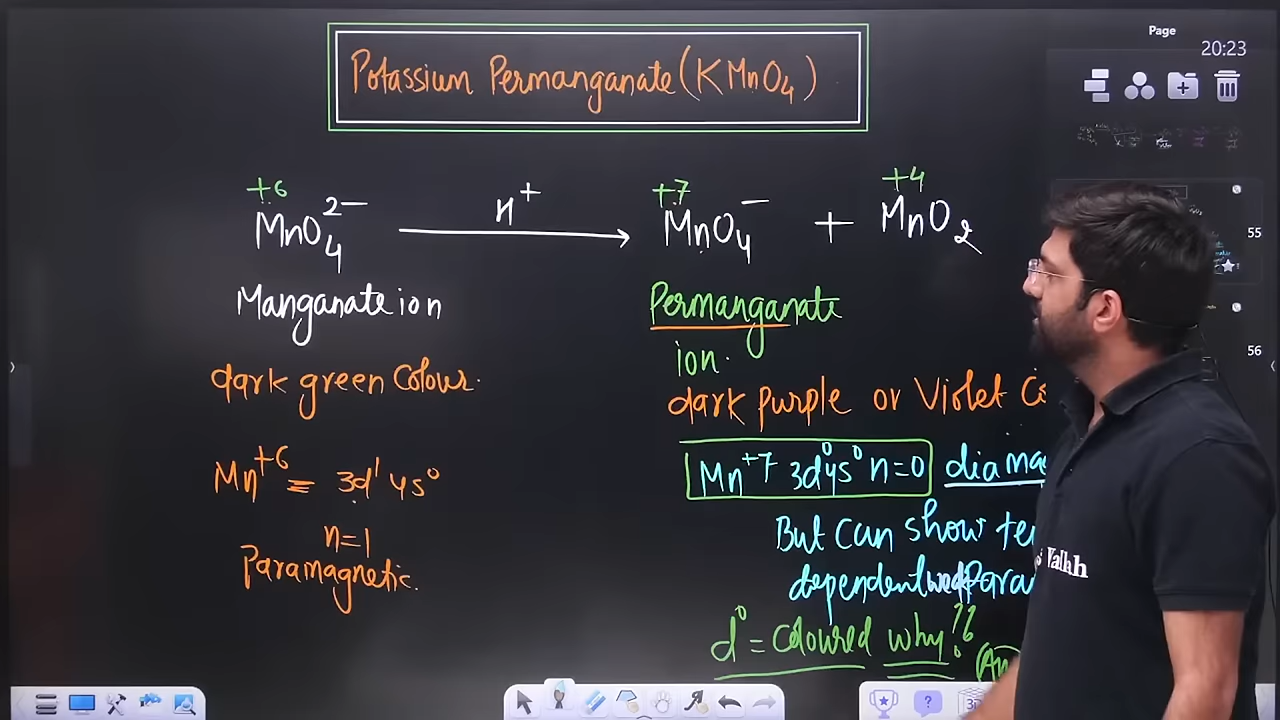 Page
20:23
Potassium Permanganate (KMnO4)
+6 MnO4 2- H+ +7 MnO4 - + +4 MnO2
55
Manganate ion
Permanganate
ion.
56
dark green Colour.
dark purple or Violet
Mn+6 = 3d1 4s0
Mn+7 3d0 4s0 n=0
n=1
Paramagnetic.
But can show
dependent
Wallah
d0 = coloured why??